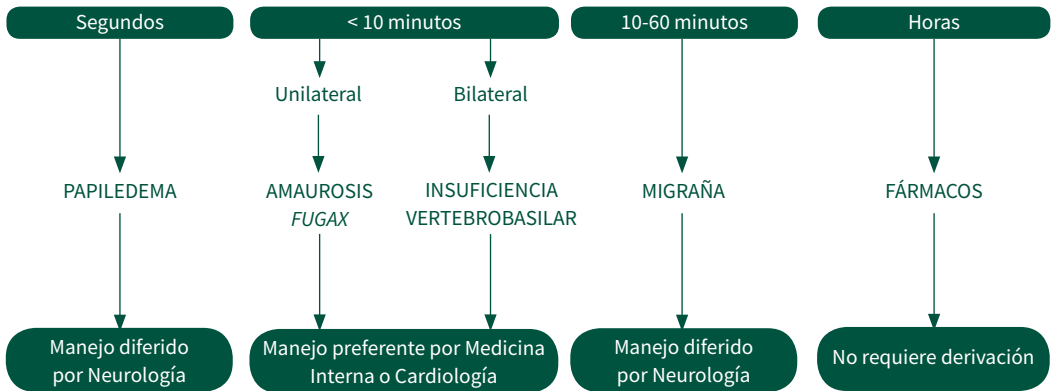 Segundos
< 10 minutos
10-60 minutos
Horas
Unilateral
Bilateral
PAPILEDEMA
AMAUROSIS
FUGAX
INSUFICIENCIA
VERTEBROBASILAR
MIGRAÑA
FÁRMACOS
Manejo diferido
por Neurología
Manejo preferente por Medicina
Interna o Cardiología
Manejo diferido
por Neurología
No requiere derivación